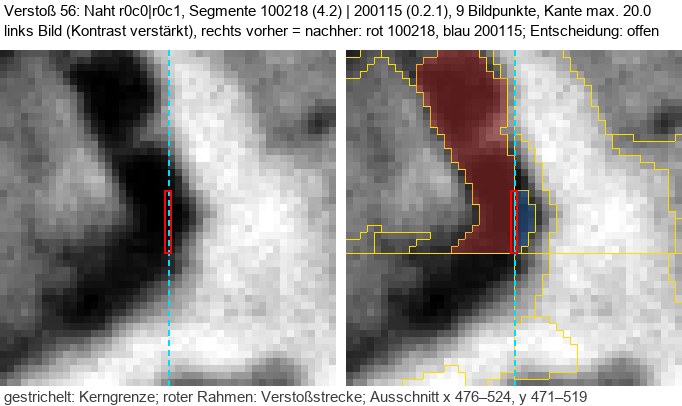 Verstoß 56: Naht r0c0|r0c1, Segmente 100218 (4.2) | 200115 (0.2.1), 9 Bildpunkte, Kante max. 20.0
links Bild (Kontrast verstärkt), rechts vorher = nachher: rot 100218, blau 200115; Entscheidung: offen
gestrichelt: Kerngrenze; roter Rahmen: Verstoßstrecke; Ausschnitt x 476–524, y 471–519